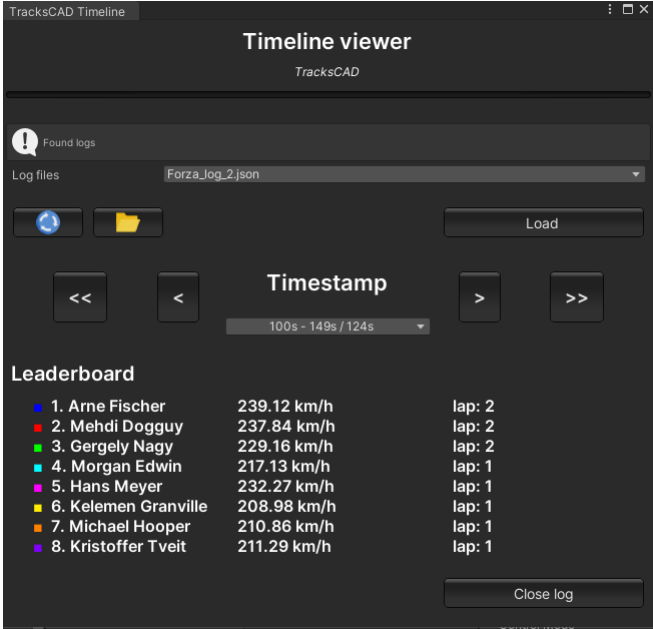 TracksCAD Timeline
Timeline viewer
TracksCAD
Found logs
Log files Forza_log_2.json
Load
<< < Timestamp > >>
100s - 149s / 124s
Leaderboard
1. Arne Fischer 239.12 km/h lap: 2
2. Mehdi Dogguy 237.84 km/h lap: 2
3. Gergely Nagy 229.16 km/h lap: 2
4. Morgan Edwin 217.13 km/h lap: 1
5. Hans Meyer 232.27 km/h lap: 1
6. Kelemen Granville 208.98 km/h lap: 1
7. Michael Hooper 210.86 km/h lap: 1
8. Kristoffer Tveit 211.29 km/h lap: 1
Close log